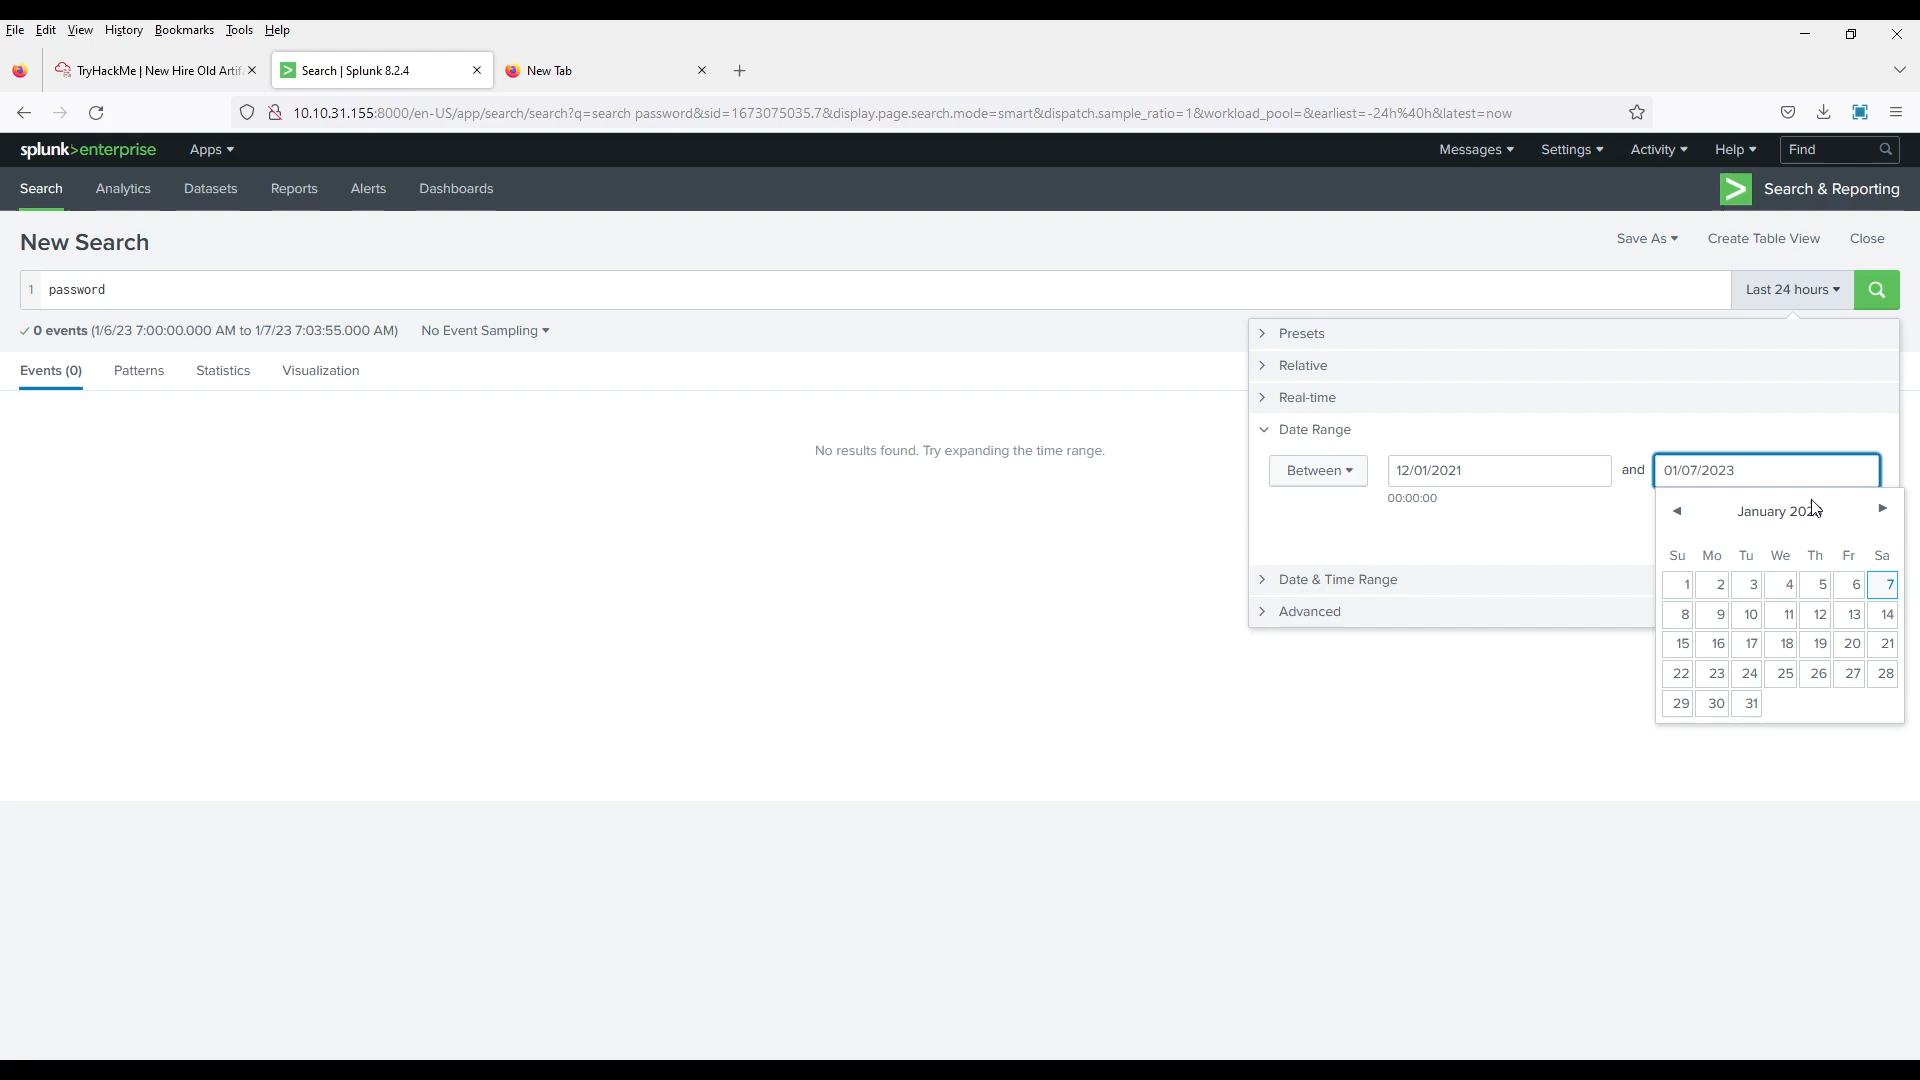 File Edit View History Bookmarks Tools Help
TryHackMe | New Hire Old Artif
Search | Splunk 8.2.4
New Tab
10.10.31.155:8000/en-US/app/search/search?q=search password&sid=1673075035.7&display.page.search.mode=smart&dispatch.sample_ratio=1&workload_pool=&earliest=-24h%40h&latest=now
splunk>enterprise Apps Messages Settings Activity Help Find
Search Analytics Datasets Reports Alerts Dashboards > Search & Reporting
New Search Save As Create Table View Close
1 password Last 24 hours
0 events (1/6/23 7:00:00.000 AM to 1/7/23 7:03:55.000 AM) No Event Sampling
Events (0) Patterns Statistics Visualization
No results found. Try expanding the time range.
Presets
Relative
Real-time
Date Range
Between 12/01/2021 and 01/07/2023
00:00:00
Date & Time Range
Advanced
January
Su Mo Tu We Th Fr Sa
1 2 3 4 5 6 7
8 9 10 11 12 13 14
15 16 17 18 19 20 21
22 23 24 25 26 27 28
29 30 31